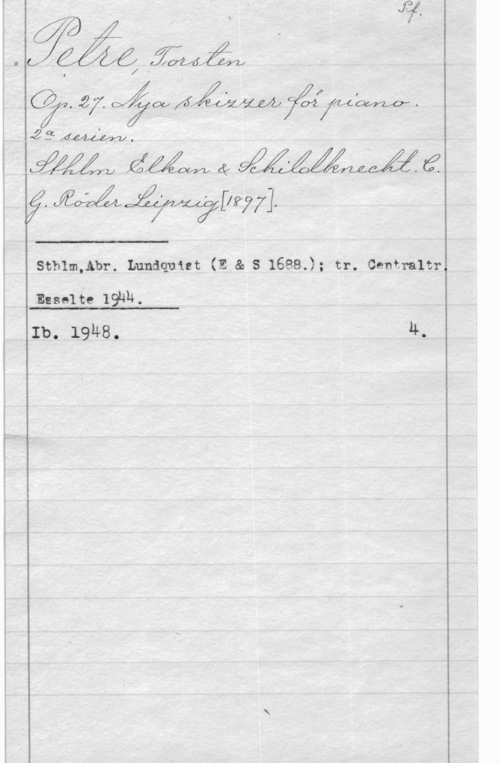 Pf.
Petre, Torsten
Op. 27. Nya skizzer för piano.
2a serien.
Sthlm Elkan & Schildknecht. C.
G. Röder Leipzig [1897].
Sthlm, Abr. Lundquist (E & S 1688.); tr. Centraltr.
Esselte 1944.
Ib. 1948. 4.